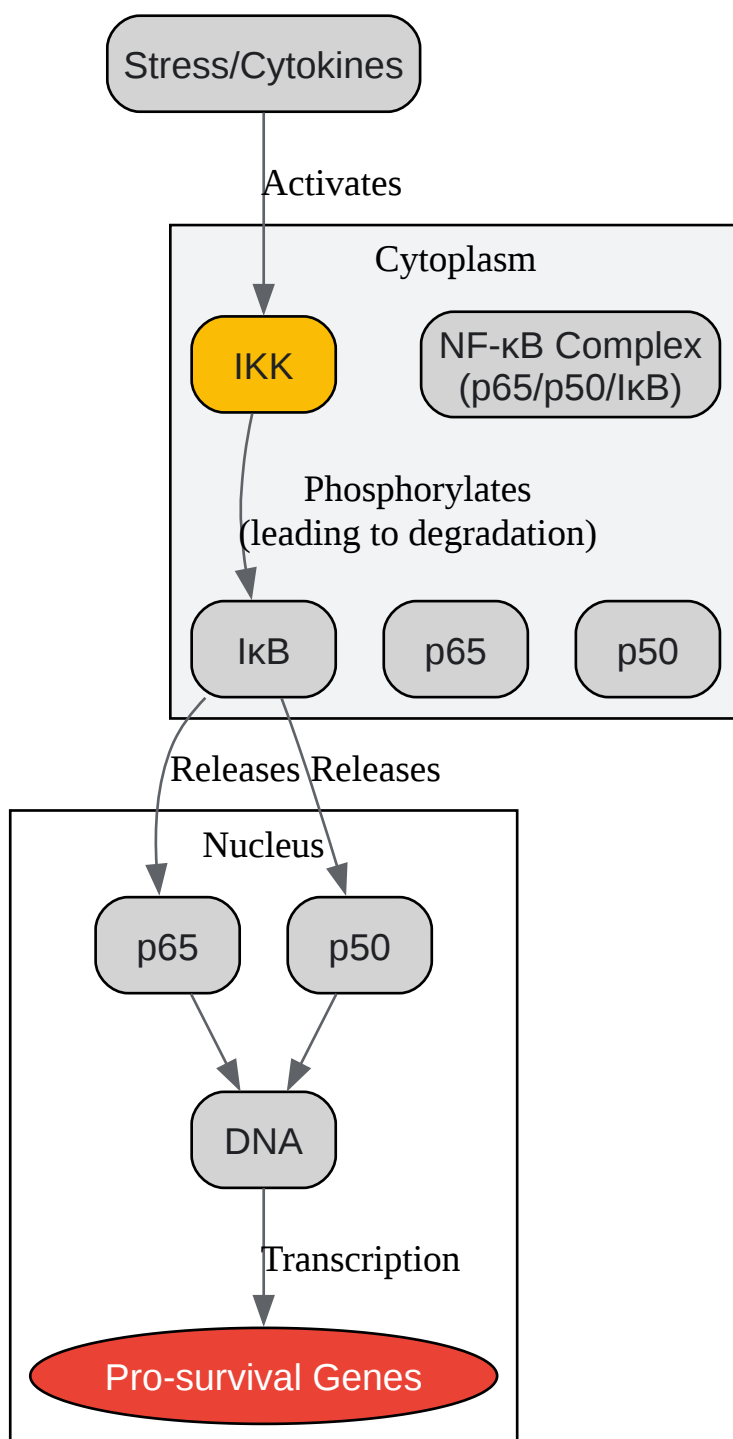 Stress/Cytokines
Activates
Cytoplasm
IKK
NF-κB Complex
(p65/p50/IκB)
Phosphorylates
(leading to degradation)
IκB
p65
p50
Releases
Releases
Nucleus
p65
p50
DNA
Transcription
Pro-survival Genes